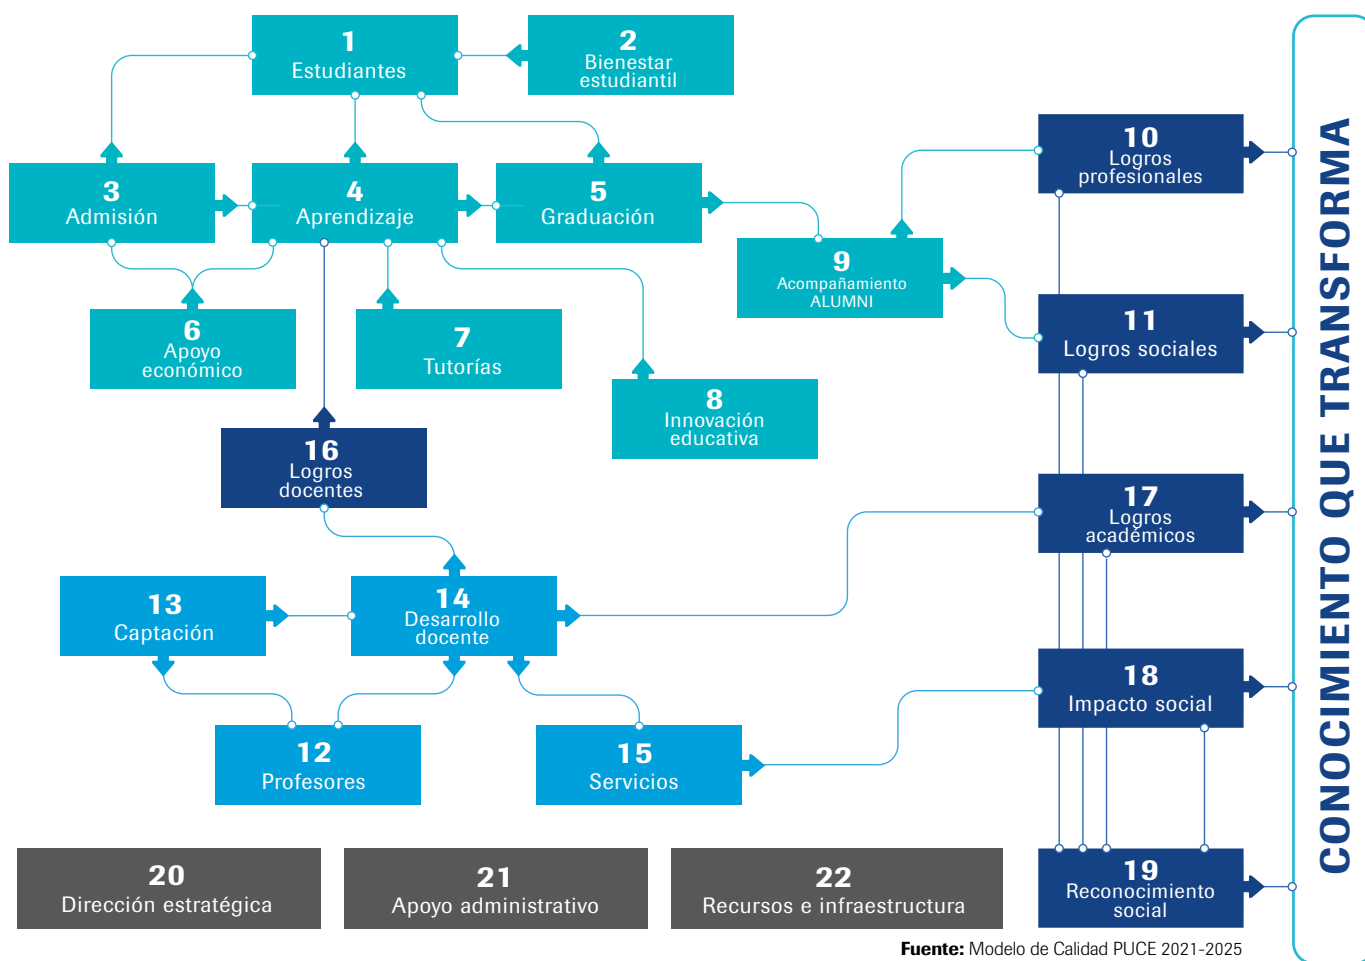 1
Estudiantes
2
Bienestar
estudiantil
3
Admisión
4
Aprendizaje
5
Graduación
6
Apoyo
económico
7
Tutorías
8
Innovación
educativa
9
Acompañamiento
ALUMNI
10
Logros
profesionales
11
Logros sociales
16
Logros
docentes
17
Logros
académicos
13
Captación
14
Desarrollo
docente
18
Impacto social
12
Profesores
15
Servicios
19
Reconocimiento
social
20
Dirección estratégica
21
Apoyo administrativo
22
Recursos e infraestructura
CONOCIMIENTO QUE TRANSFORMA
Fuente: Modelo de Calidad PUCE 2021-2025